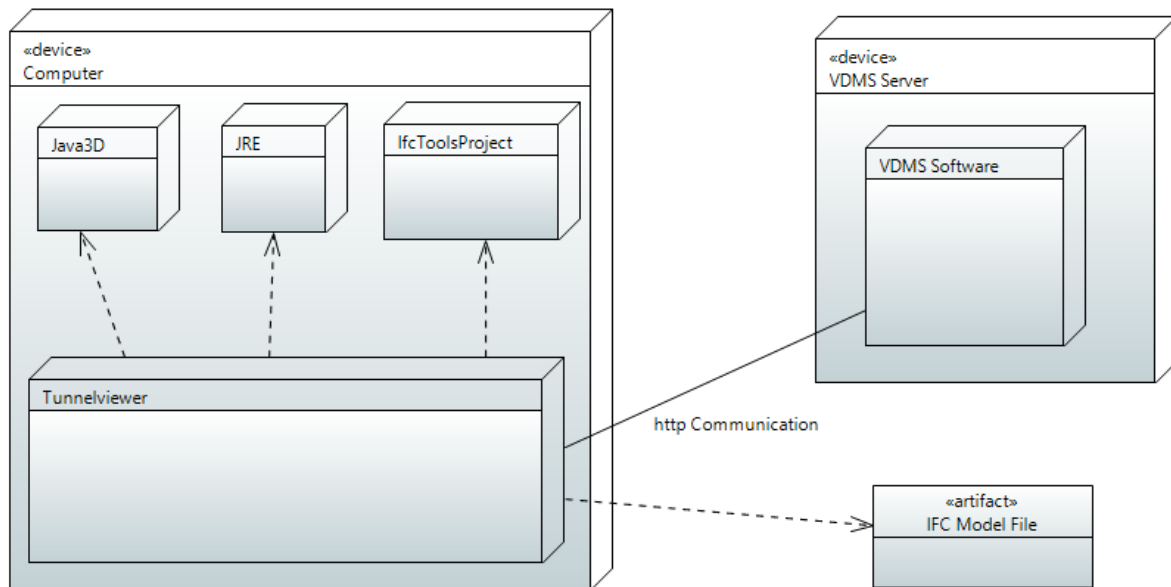 «device»
Computer
Java3D
JRE
IfcToolsProject
Tunnelviewer
«device»
VDMS Server
VDMS Software
http Communication
«artifact»
IFC Model File